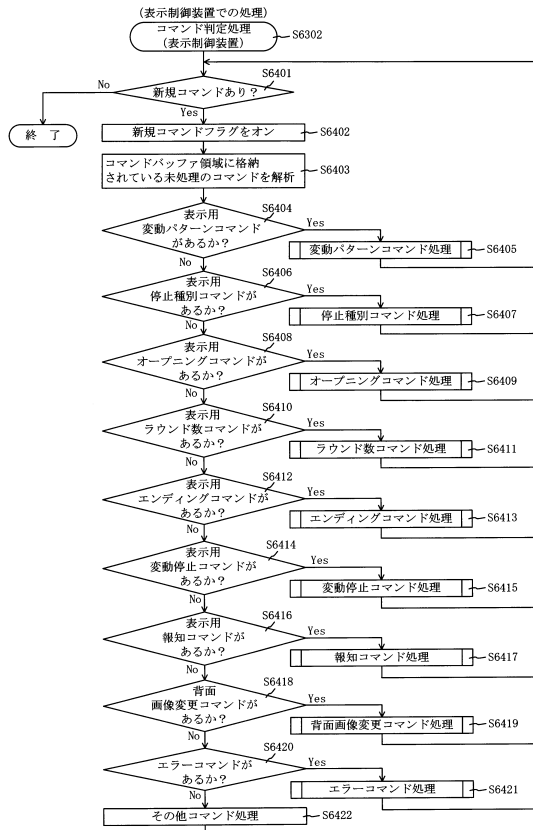 (表示制御装置での処理)
コマンド判定処理
(表示制御装置)
S6302
S6401
No
新規コマンドあり？
Yes
終 了
新規コマンドフラグをオン
S6402
コマンドバッファ領域に格納
されている未処理のコマンドを解析
S6403
S6404
表示用
変動パターンコマンド
があるか？
Yes
変動パターンコマンド処理
S6405
No
S6406
表示用
停止種別コマンドが
あるか？
Yes
停止種別コマンド処理
S6407
No
S6408
表示用
オープニングコマンドが
あるか？
Yes
オープニングコマンド処理
S6409
No
S6410
表示用
ラウンド数コマンドが
あるか？
Yes
ラウンド数コマンド処理
S6411
No
S6412
表示用
エンディングコマンドが
あるか？
Yes
エンディングコマンド処理
S6413
No
S6414
表示用
変動停止コマンドが
あるか？
Yes
変動停止コマンド処理
S6415
No
S6416
表示用
報知コマンドが
あるか？
Yes
報知コマンド処理
S6417
No
S6418
背面
画像変更コマンドが
あるか？
Yes
背面画像変更コマンド処理
S6419
No
S6420
エラーコマンドが
あるか？
Yes
エラーコマンド処理
S6421
No
その他コマンド処理
S6422